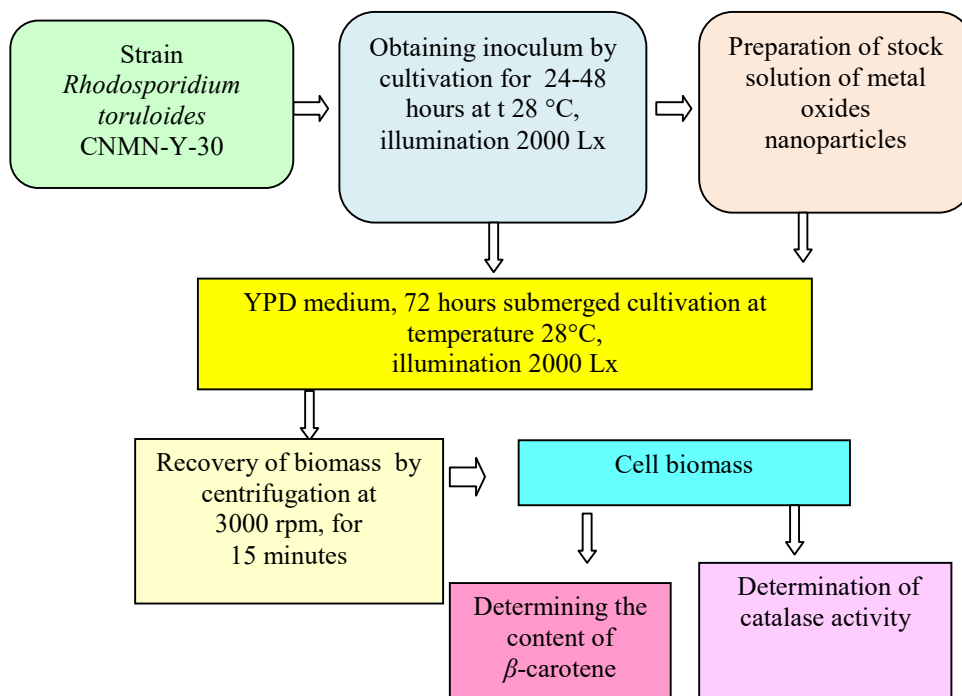 Strain
Rhodosporidium
toruloides
CNMN-Y-30
Obtaining inoculum by
cultivation for 24-48
hours at t 28 °C,
illumination 2000 Lx
Preparation of stock
solution of metal
oxides
nanoparticles
YPD medium, 72 hours submerged cultivation at
temperature 28°C,
illumination 2000 Lx
Recovery of biomass by
centrifugation at
3000 rpm, for
15 minutes
Cell biomass
Determining the
content of
β-carotene
Determination of
catalase activity